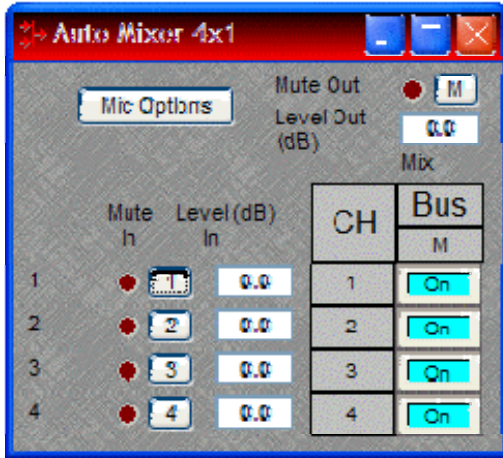 Auto Mixer 4x1
Mic Options
Mute Out
M
Level Out
(dB)
0.0
Mix
Mute In
Level (dB) In
CH
Bus
M
1
1
0.0
1
On
2
2
0.0
2
On
3
3
0.0
3
On
4
4
0.0
4
On